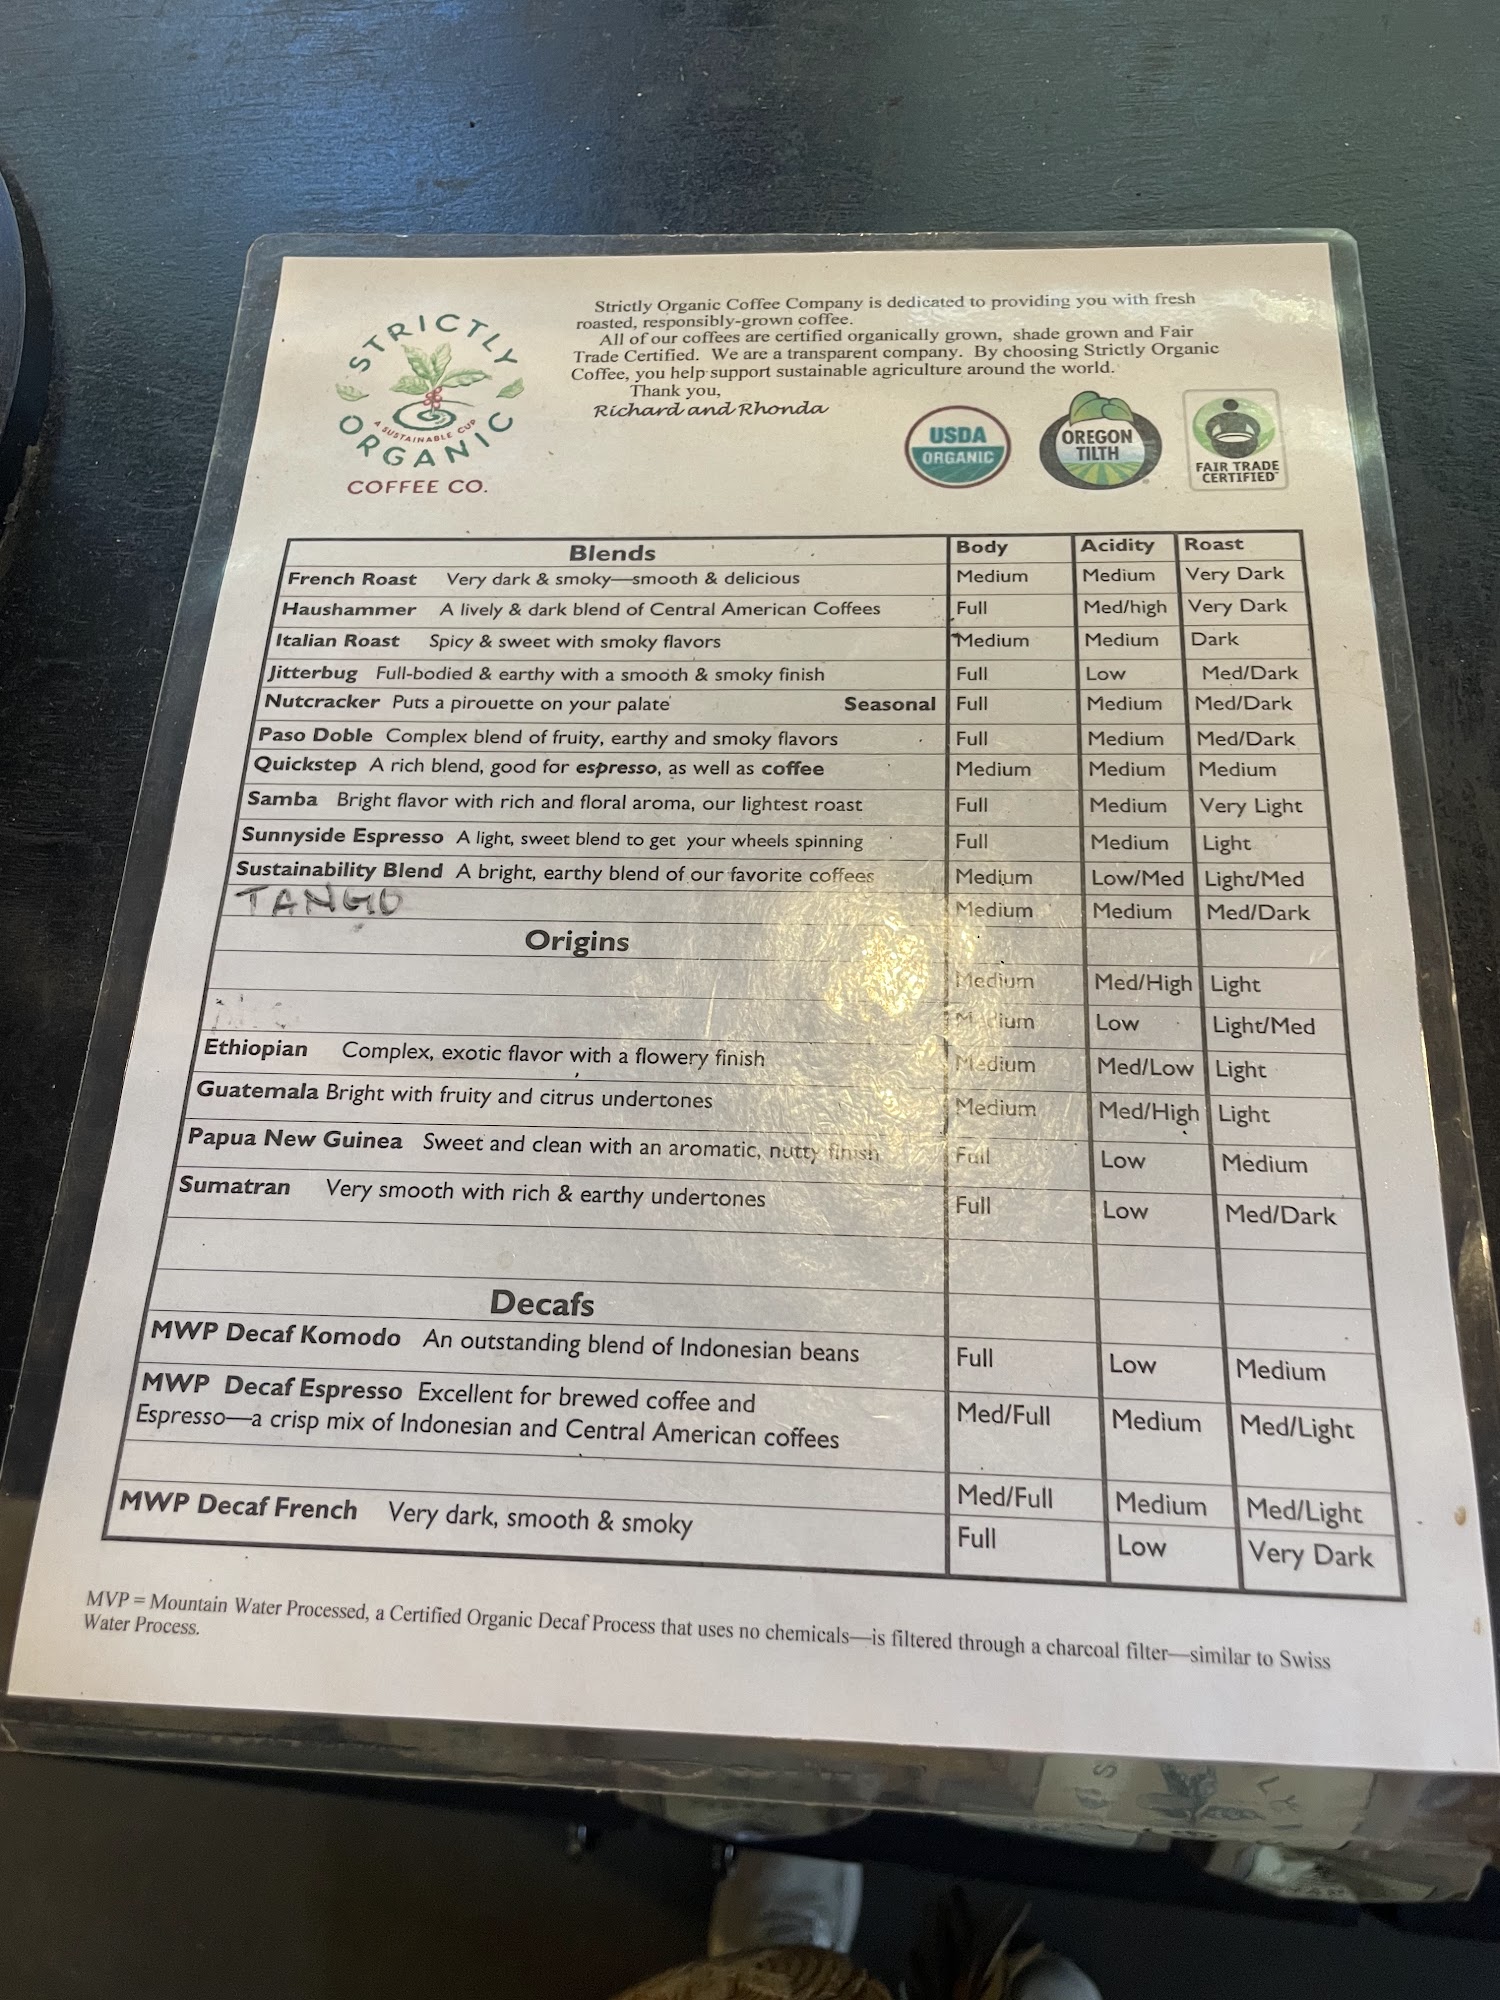 STRICTLY
ORGANIC
A SUSTAINABLE CUP
COFFEE CO.
Strictly Organic Coffee Company is dedicated to providing you with fresh
roasted, responsibly-grown coffee.
All of our coffees are certified organically grown, shade grown and Fair
Trade Certified. We are a transparent company. By choosing Strictly Organic
Coffee, you help support sustainable agriculture around the world.
Thank you,
Richard and Rhonda
USDA
ORGANIC
OREGON
TILTH
FAIR TRADE
CERTIFIED
Blends Body Acidity Roast
French Roast Very dark & smoky—smooth & delicious Medium Medium Very Dark
Haushammer A lively & dark blend of Central American Coffees Full Med/high Very Dark
Italian Roast Spicy & sweet with smoky flavors Medium Medium Dark
Jitterbug Full-bodied & earthy with a smooth & smoky finish Full Low Med/Dark
Nutcracker Puts a pirouette on your palate Seasonal Full Medium Med/Dark
Paso Doble Complex blend of fruity, earthy and smoky flavors Full Medium Med/Dark
Quickstep A rich blend, good for espresso, as well as coffee Medium Medium Medium
Samba Bright flavor with rich and floral aroma, our lightest roast Full Medium Very Light
Sunnyside Espresso A light, sweet blend to get your wheels spinning Full Medium Light
Sustainability Blend A bright, earthy blend of our favorite coffees Medium Low/Med Light/Med
TANGO Medium Medium Med/Dark
Origins
Medium Med/High Light
Medium Low Light/Med
Ethiopian Complex, exotic flavor with a flowery finish Medium Med/Low Light
Guatemala Bright with fruity and citrus undertones Medium Med/High Light
Papua New Guinea Sweet and clean with an aromatic, nutty finish Full Low Medium
Sumatran Very smooth with rich & earthy undertones Full Low Med/Dark
Decafs
MWP Decaf Komodo An outstanding blend of Indonesian beans Full Low Medium
MWP Decaf Espresso Excellent for brewed coffee and Med/Full Medium Med/Light
Espresso—a crisp mix of Indonesian and Central American coffees
Med/Full Medium Med/Light
MWP Decaf French Very dark, smooth & smoky Full Low Very Dark
MVP = Mountain Water Processed, a Certified Organic Decaf Process that uses no chemicals—is filtered through a charcoal filter—similar to Swiss
Water Process.